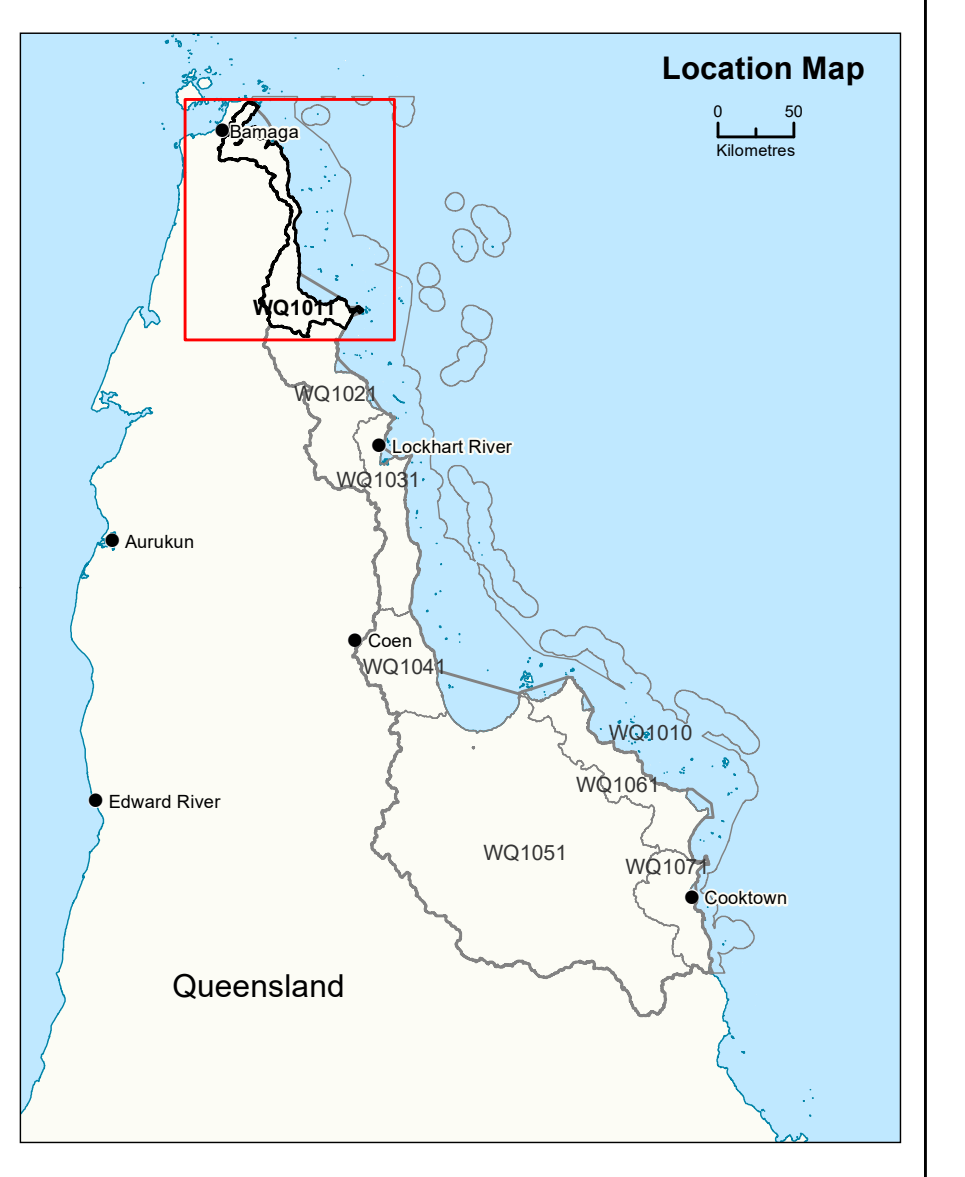 Location Map
0 50
Kilometres
Bamaga
WQ1011
WQ1021
Lockhart River
WQ1031
Aurukun
Coen
WQ1041
WQ1010
WQ1061
Edward River
WQ1051
WQ1071
Cooktown
Queensland